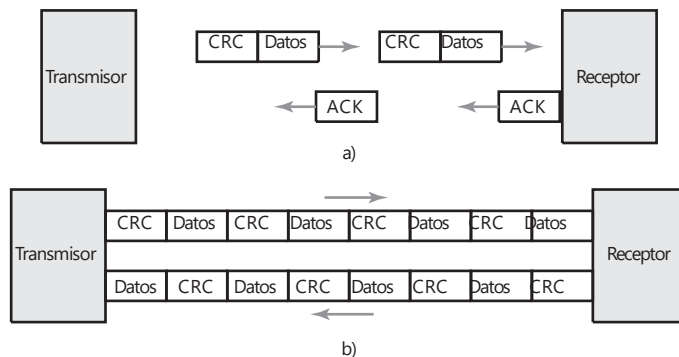 CRC Datos CRC Datos
Transmisor Receptor
ACK ACK
a)
CRC Datos CRC Datos CRC Datos CRC Datos
Transmisor Receptor
Datos CRC Datos CRC Datos CRC Datos CRC
b)